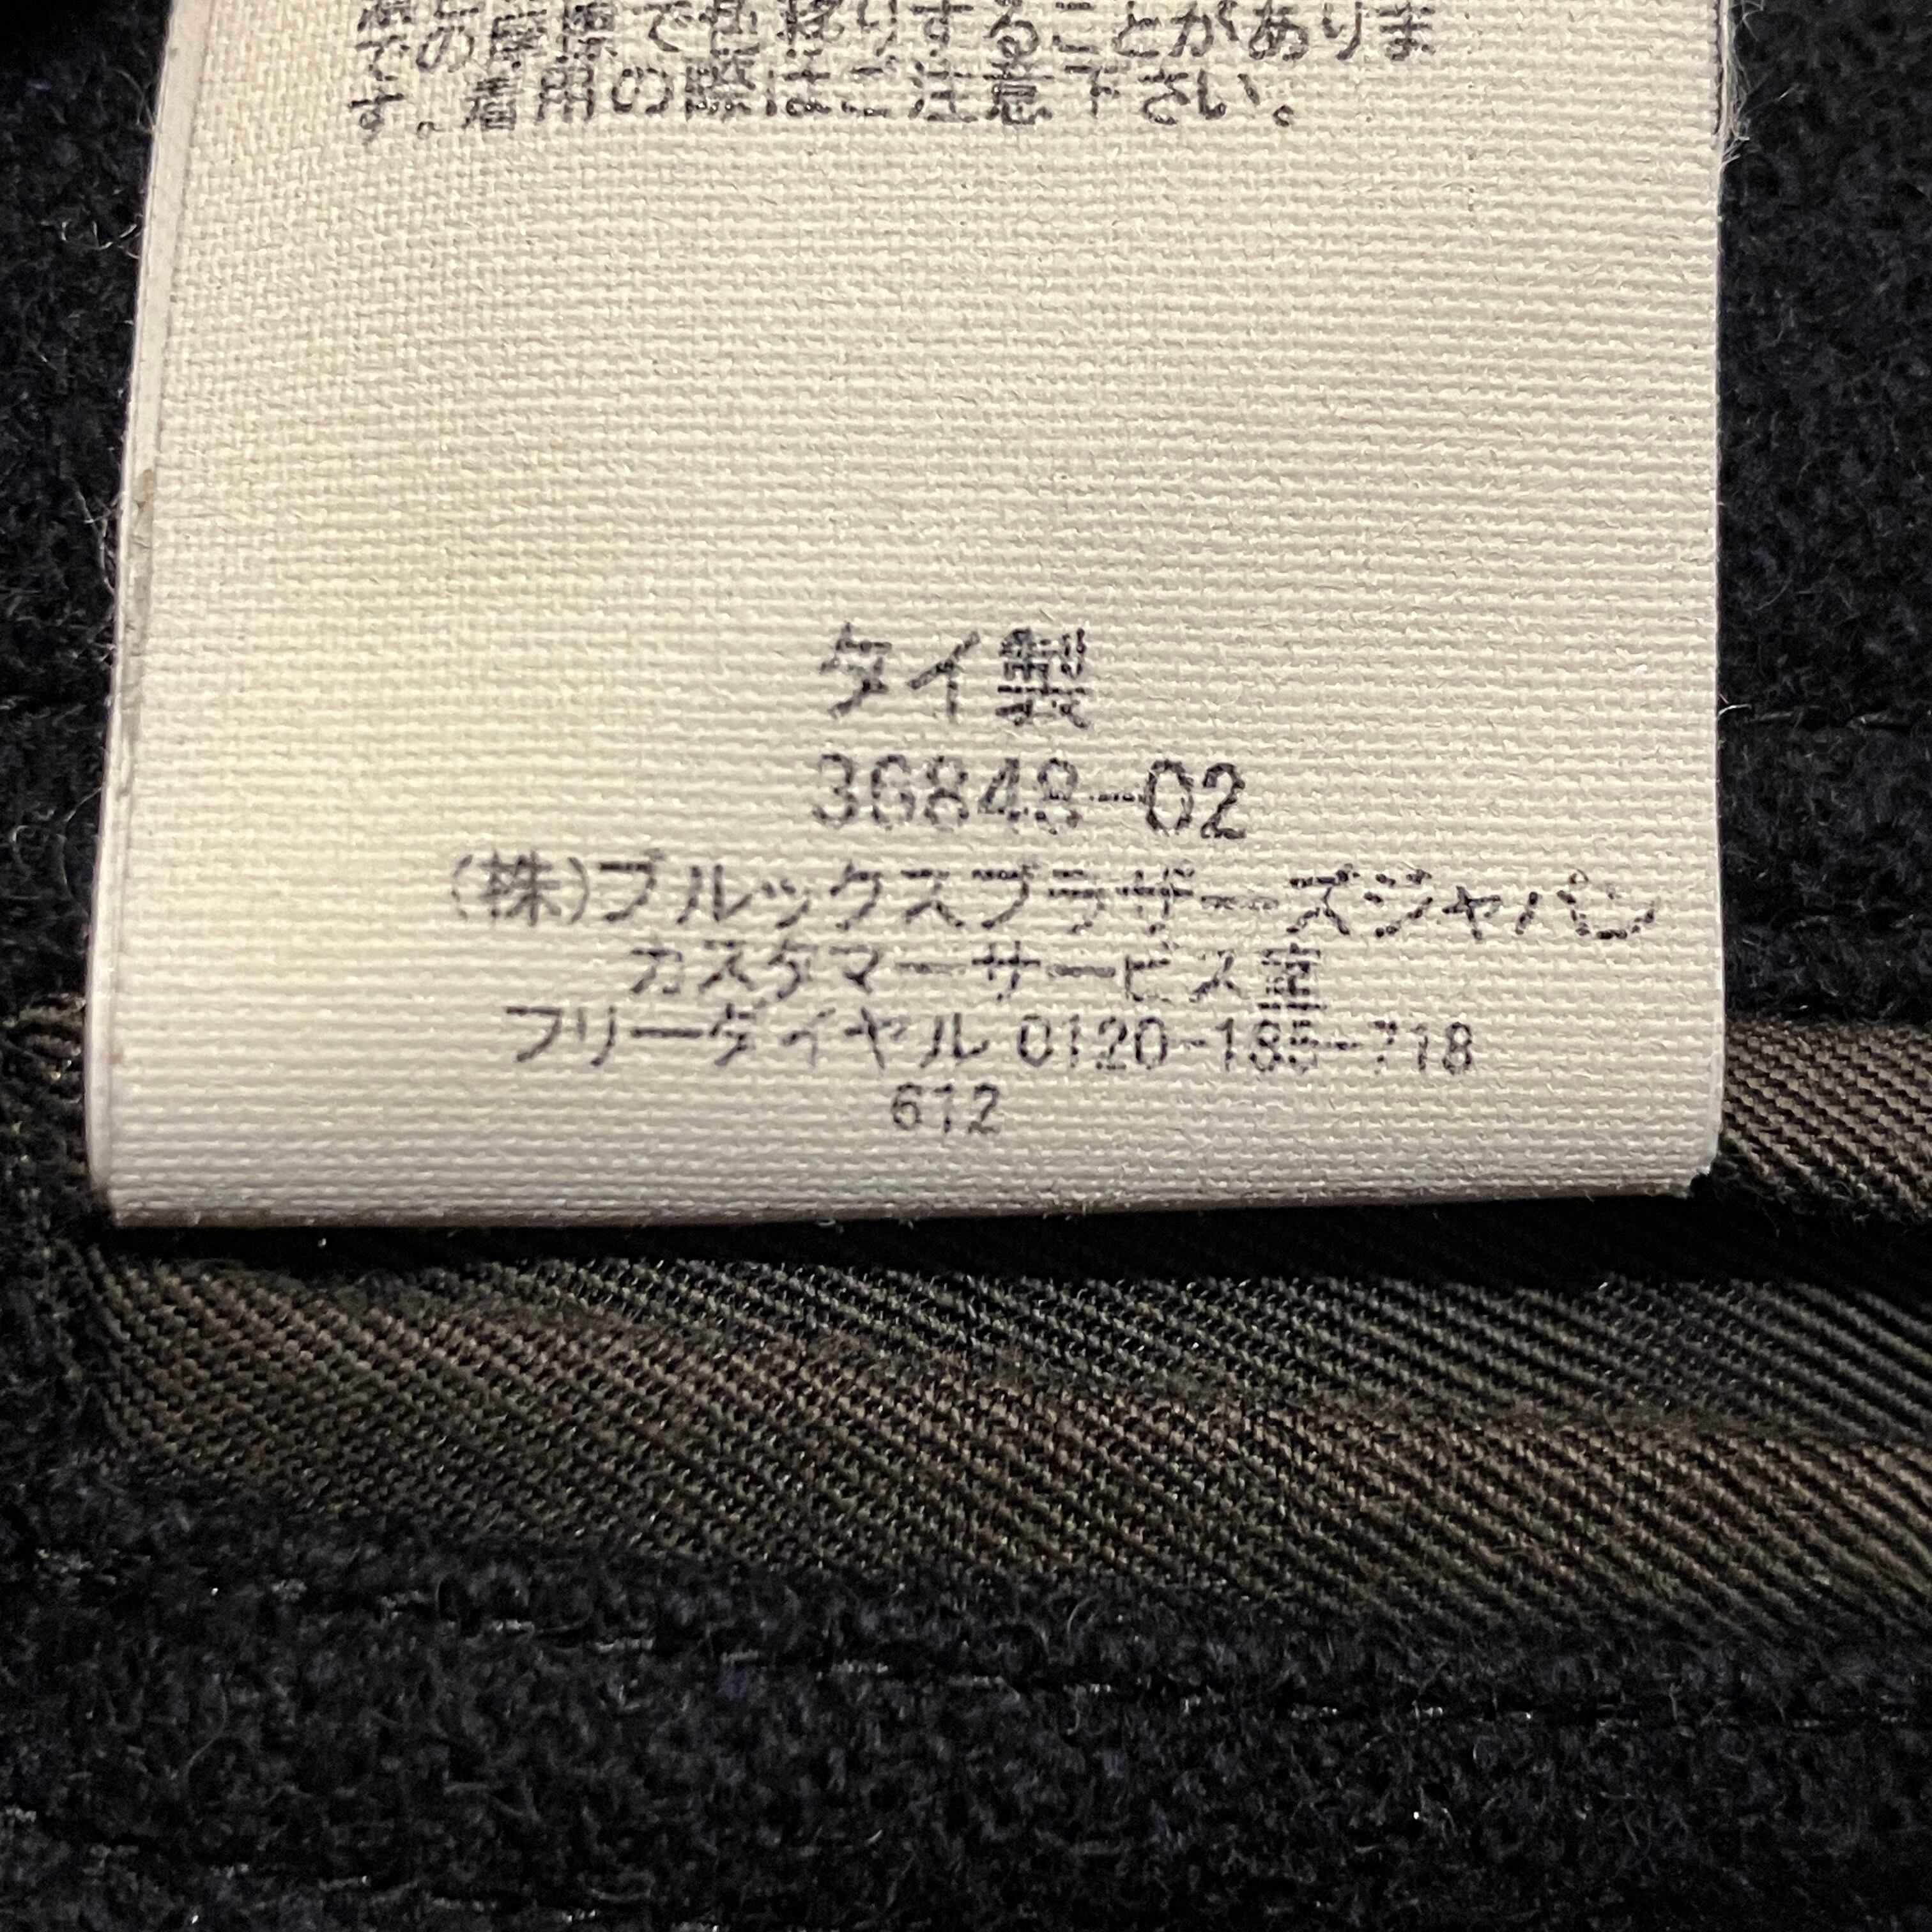 の摩擦で色移りすることがありま
す。着用の際はご注意下さい。
タイ製
36848-02
(株)ブルックスブラザーズジャパン
カスタマーサービス室
フリーダイヤル 0120-185-718
612